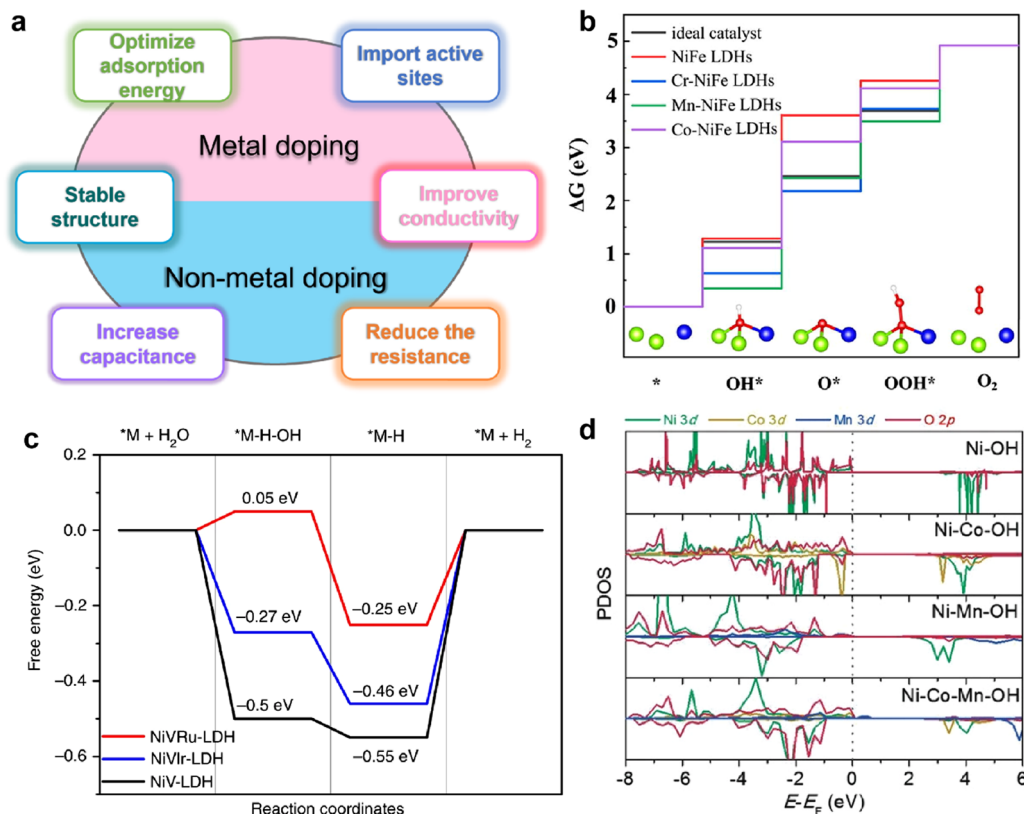 a
Optimize
adsorption
energy
Import active
sites
Metal doping
Stable
structure
Improve
conductivity
Non-metal doping
Increase
capacitance
Reduce the
resistance
b
ideal catalyst
NiFe LDHs
Cr-NiFe LDHs
Mn-NiFe LDHs
Co-NiFe LDHs
ΔG (eV)
5
4
3
2
1
0
* OH* O* OOH* O₂
c
*M + H₂O *M-H-OH *M-H *M + H₂
Free energy (eV)
0.2
0.0
−0.2
−0.4
−0.6
0.05 eV
−0.25 eV
−0.27 eV
−0.46 eV
−0.5 eV
−0.55 eV
NiVRu-LDH
NiVIr-LDH
NiV-LDH
Reaction coordinates
d
Ni 3d Co 3d Mn 3d O 2p
PDOS
Ni-OH
Ni-Co-OH
Ni-Mn-OH
Ni-Co-Mn-OH
-8 -6 -4 -2 0 2 4 6
E-E_F (eV)